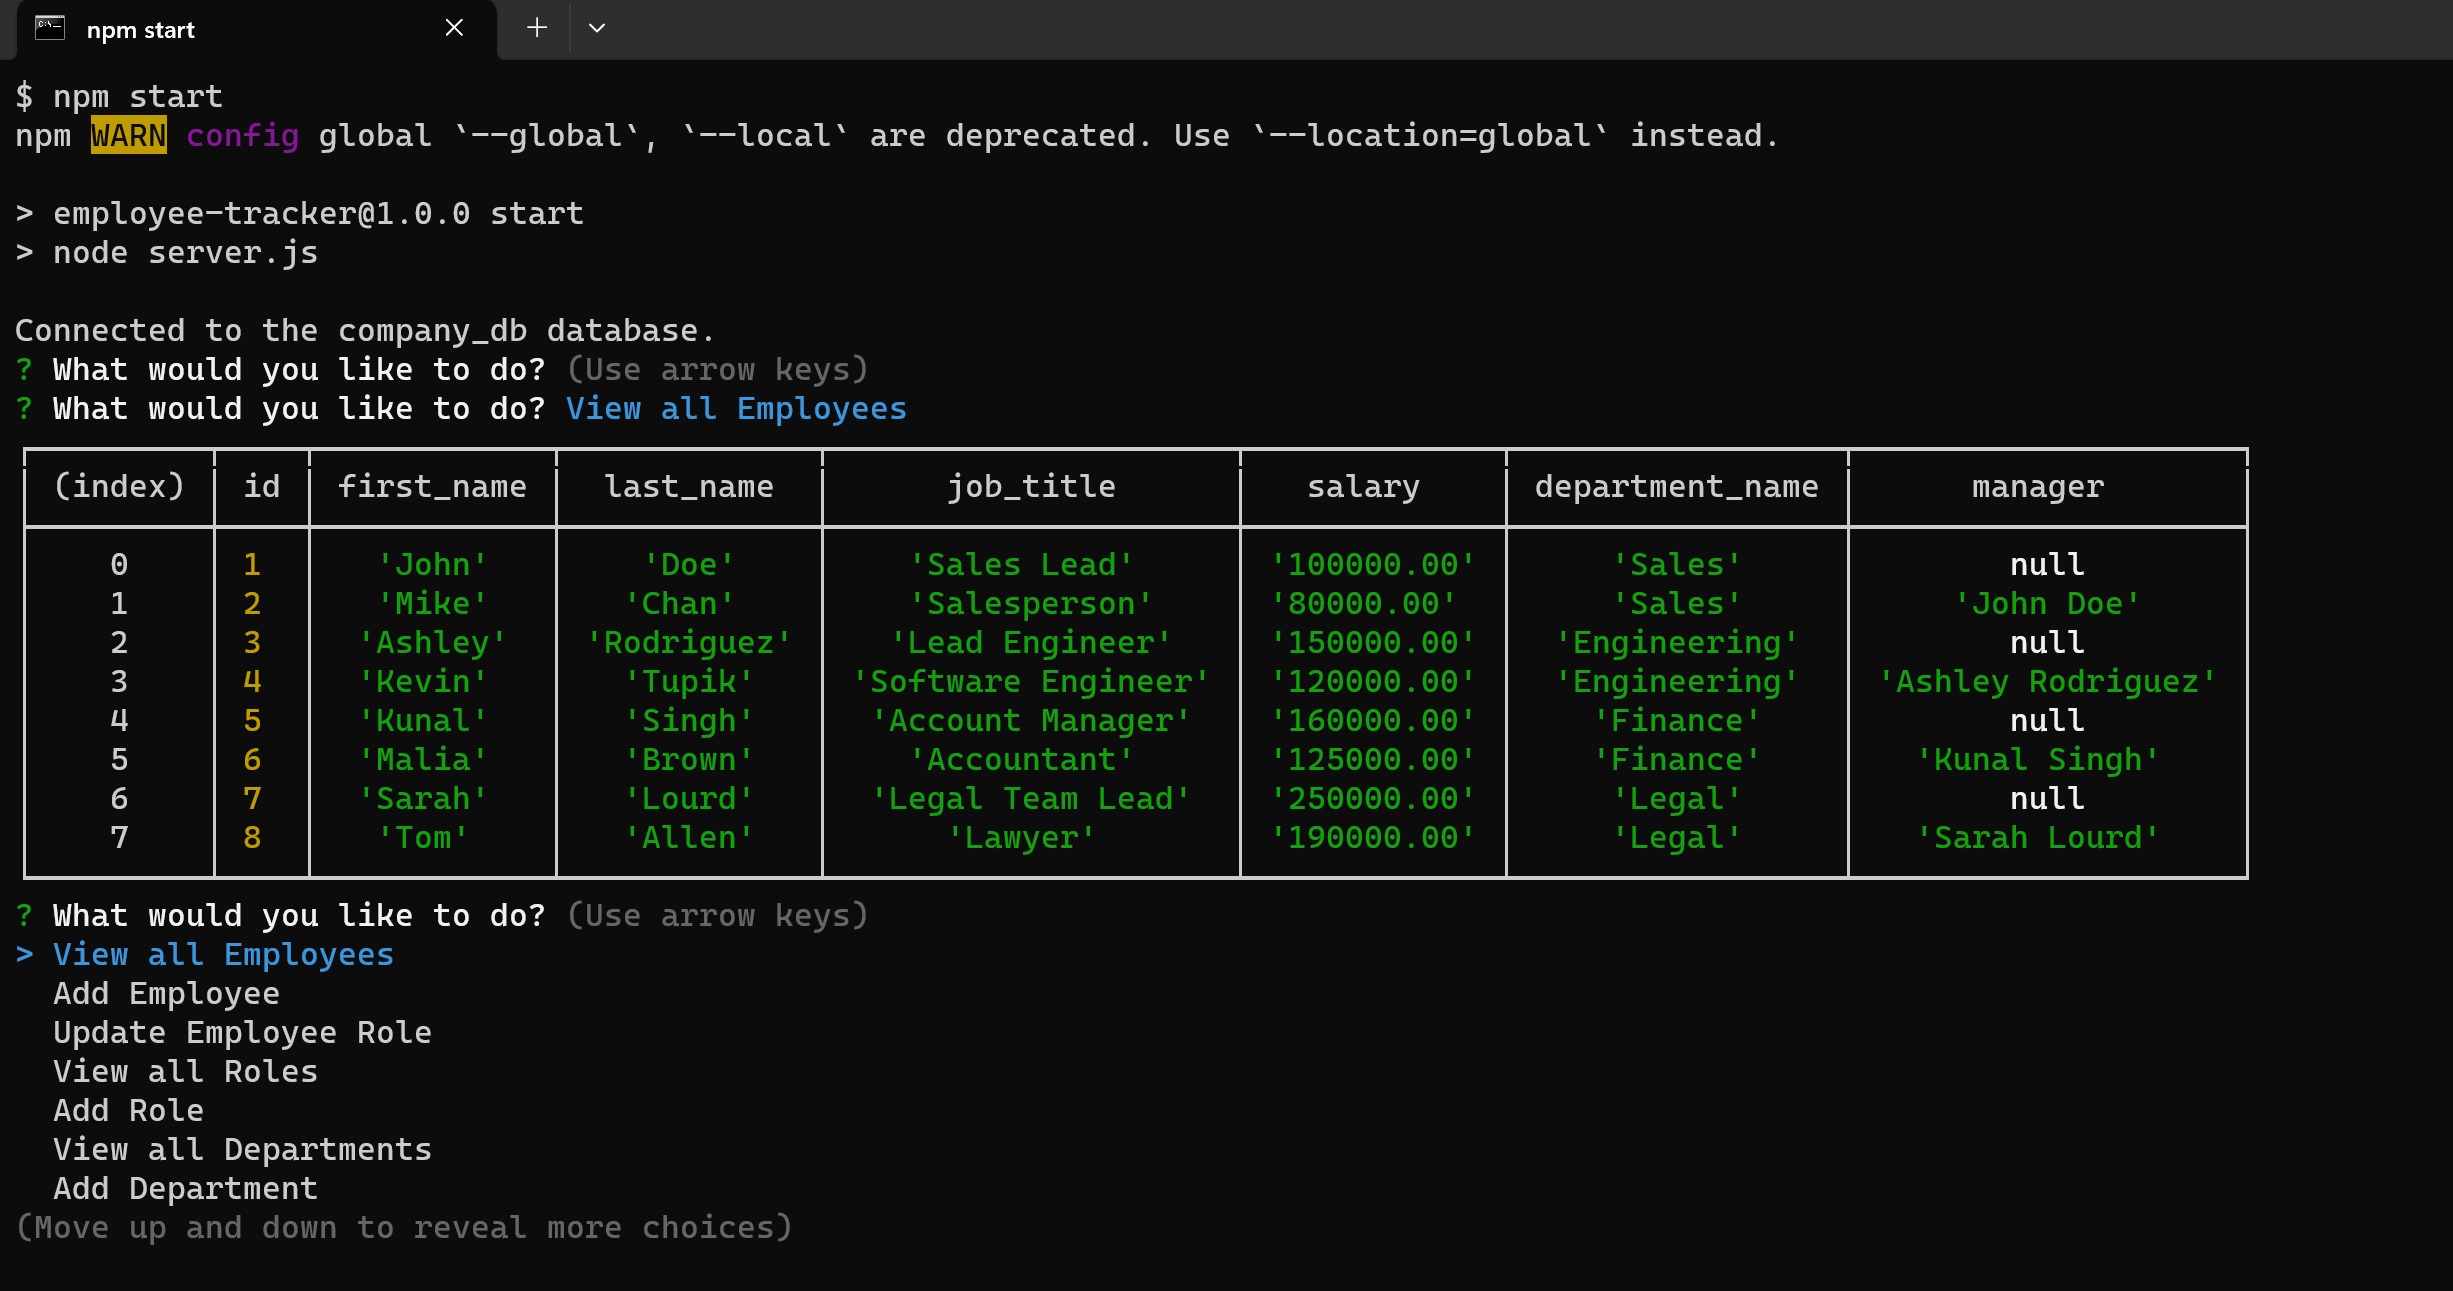 npm start
$ npm start
npm WARN config global `--global`, `--local` are deprecated. Use `--location=global` instead.
> employee-tracker@1.0.0 start
> node server.js
Connected to the company_db database.
? What would you like to do? (Use arrow keys)
? What would you like to do? View all Employees
(index) id first_name last_name job_title salary department_name manager
0 1 'John' 'Doe' 'Sales Lead' '100000.00' 'Sales' null
1 2 'Mike' 'Chan' 'Salesperson' '80000.00' 'Sales' 'John Doe'
2 3 'Ashley' 'Rodriguez' 'Lead Engineer' '150000.00' 'Engineering' null
3 4 'Kevin' 'Tupik' 'Software Engineer' '120000.00' 'Engineering' 'Ashley Rodriguez'
4 5 'Kunal' 'Singh' 'Account Manager' '160000.00' 'Finance' null
5 6 'Malia' 'Brown' 'Accountant' '125000.00' 'Finance' 'Kunal Singh'
6 7 'Sarah' 'Lourd' 'Legal Team Lead' '250000.00' 'Legal' null
7 8 'Tom' 'Allen' 'Lawyer' '190000.00' 'Legal' 'Sarah Lourd'
? What would you like to do? (Use arrow keys)
> View all Employees
Add Employee
Update Employee Role
View all Roles
Add Role
View all Departments
Add Department
(Move up and down to reveal more choices)